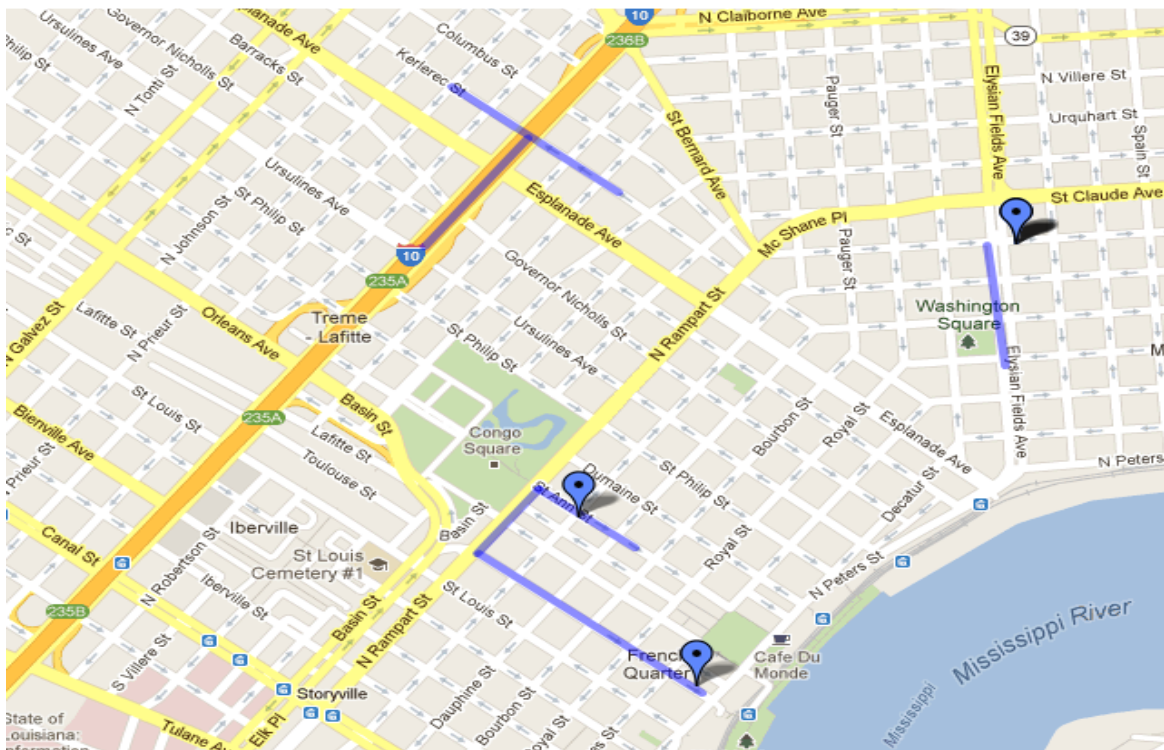 N Claiborne Ave
10
236B
39
Esplanade Ave
Ursulines Ave
Governor Nicholls St
Barracks St
Columbus St
Kerlerec St
N Villere St
Philip St
N Tonti St
Elysian Fields Ave
Pauger St
Urquhart St
St Bernard Ave
Spain St
Ursulines Ave
St Philip St
Esplanade Ave
St Claude Ave
N Johnson St
Mc Shane Pl
Pauger St
10
235A
Governor Nicholls St
Washington
Square
Treme
- Lafitte
Orleans Ave
Lafitte St
N Prieur St
N Galvez St
St Philip St
Ursulines Ave
N Rampart St
Elysian Fields Ave
St Louis St
Basin St
235A
Bienville Ave
Lafitte St
Toulouse St
Congo
Square
Bourbon St
Royal St
Esplanade Ave
N Peters
Prieur St
Dumaine St
St Philip St
St Ann St
Decatur St
Iberville
Basin St
Canal St
St Louis
Cemetery #1
Royal St
N Peters St
N Robertson St
Iberville St
235B
Basin St
N Rampart St
St Louis St
Mississippi River
S Villere St
French
Quarter
Cafe Du
Monde
Storyville
Dauphine St
Bourbon St
Mississippi
State of
Louisiana:
Tulane Ave
Elk Pl
Royal St